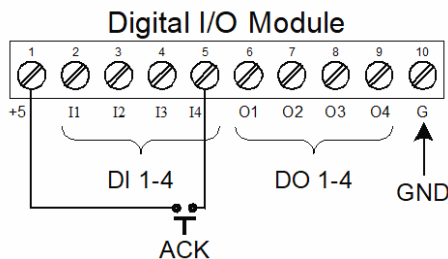 Digital I/O Module
1 2 3 4 5 6 7 8 9 10
+5 I1 I2 I3 I4 O1 O2 O3 O4 G
DI 1-4 DO 1-4
GND
ACK